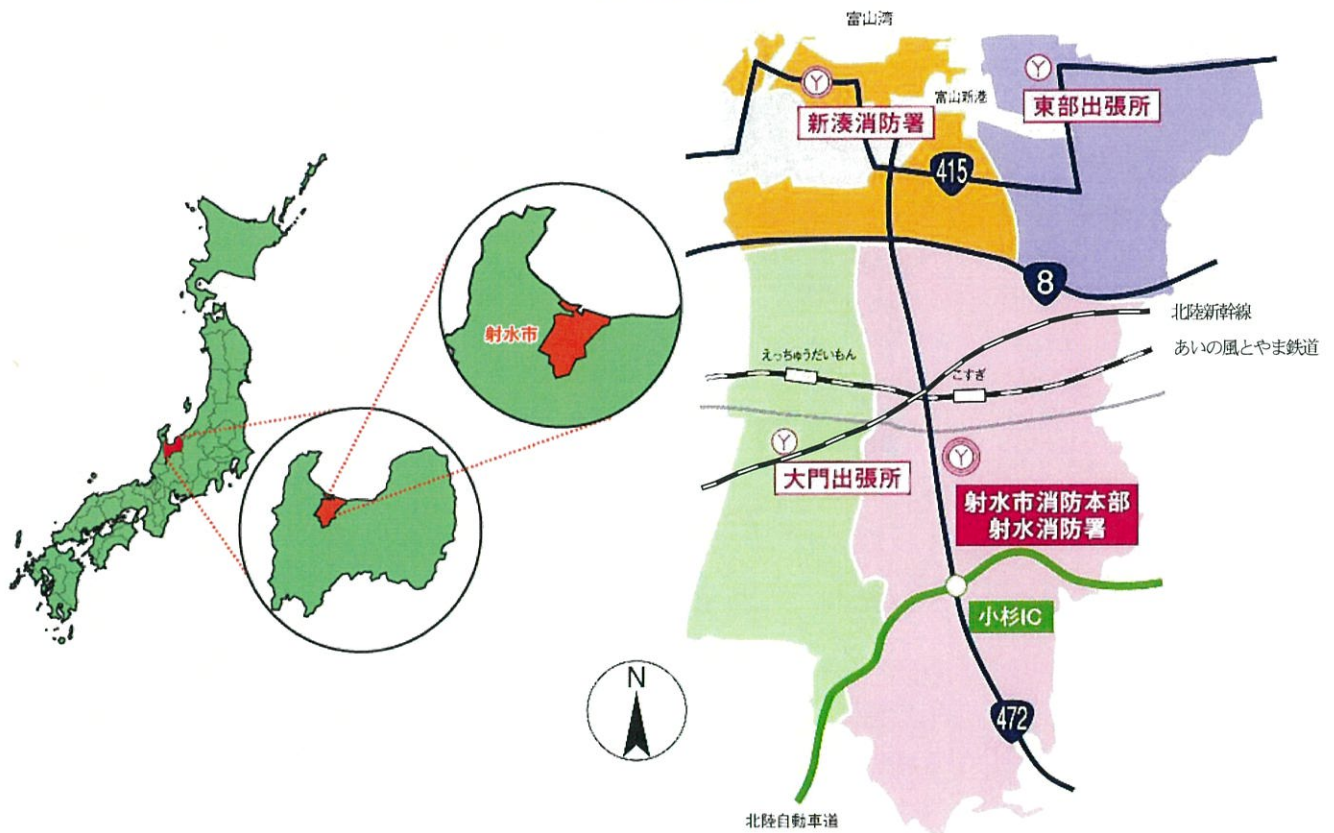 富山湾
富山新港
新湊消防署
東部出張所
415
8
射水市
北陸新幹線
あいの風とやま鉄道
えっちゅうだいもん
こすぎ
大門出張所
射水市消防本部
射水消防署
小杉IC
N
472
北陸自動車道